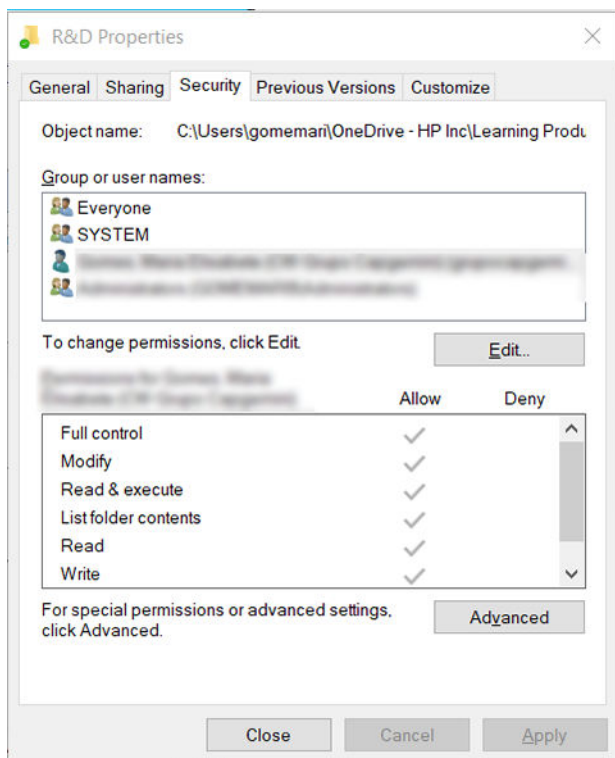 R&D Properties
General Sharing Security Previous Versions Customize
Object name: C:\Users\gomemari\OneDrive - HP Inc\Learning Produ
Group or user names:
Everyone
SYSTEM
To change permissions, click Edit.
Edit...
Allow Deny
Full control
Modify
Read & execute
List folder contents
Read
Write
For special permissions or advanced settings,
click Advanced.
Advanced
Close Cancel Apply